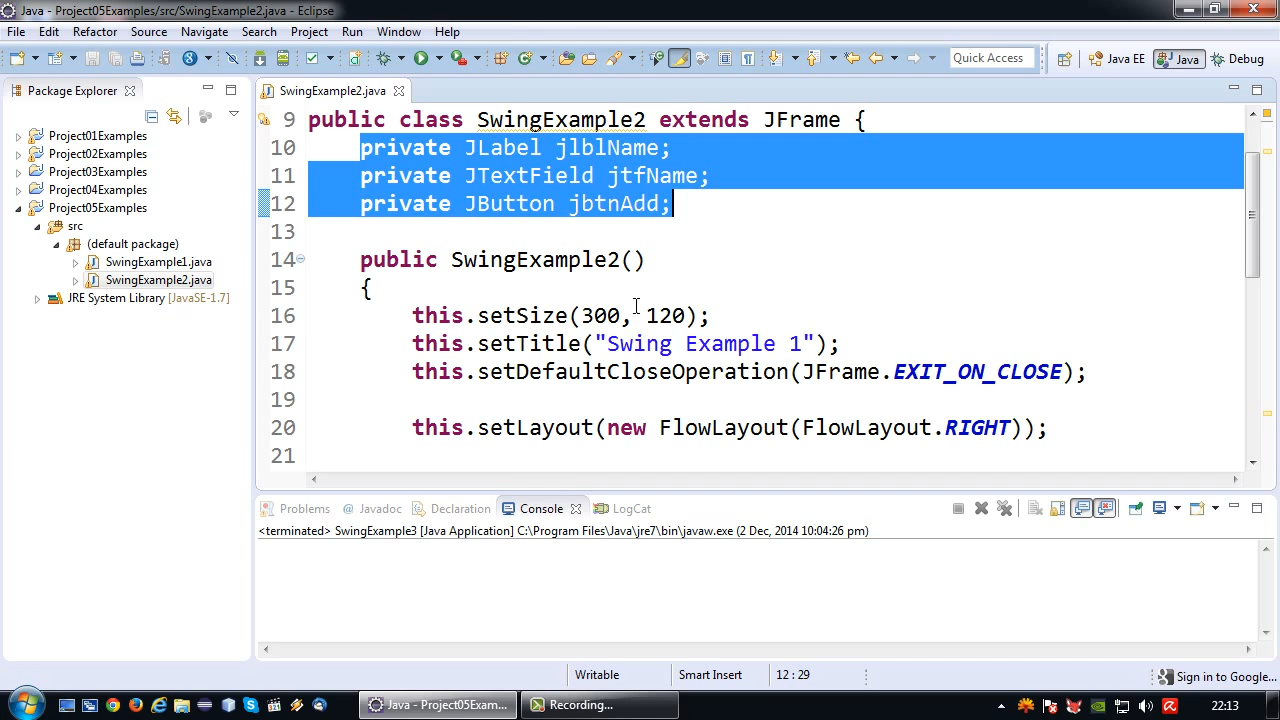 Java - Project05Examples/src/SwingExample2.java - Eclipse
File Edit Refactor Source Navigate Search Project Run Window Help
Quick Access Java EE Java Debug
Package Explorer
Project01Examples
Project02Examples
Project03Examples
Project04Examples
Project05Examples
src
(default package)
SwingExample1.java
SwingExample2.java
JRE System Library [JavaSE-1.7]
SwingExample2.java
9 public class SwingExample2 extends JFrame {
10 private JLabel jlblName;
11 private JTextField jtfName;
12 private JButton jbtnAdd;
13
14 public SwingExample2()
15 {
16 this.setSize(300, 120);
17 this.setTitle("Swing Example 1");
18 this.setDefaultCloseOperation(JFrame.EXIT_ON_CLOSE);
19
20 this.setLayout(new FlowLayout(FlowLayout.RIGHT));
21
Problems @ Javadoc Declaration Console LogCat
<terminated> SwingExample3 [Java Application] C:\Program Files\Java\jre7\bin\javaw.exe (2 Dec, 2014 10:04:26 pm)
Writable Smart Insert 12 : 29 Sign in to Google...
Java - Project05Exam... Recording... 22:13